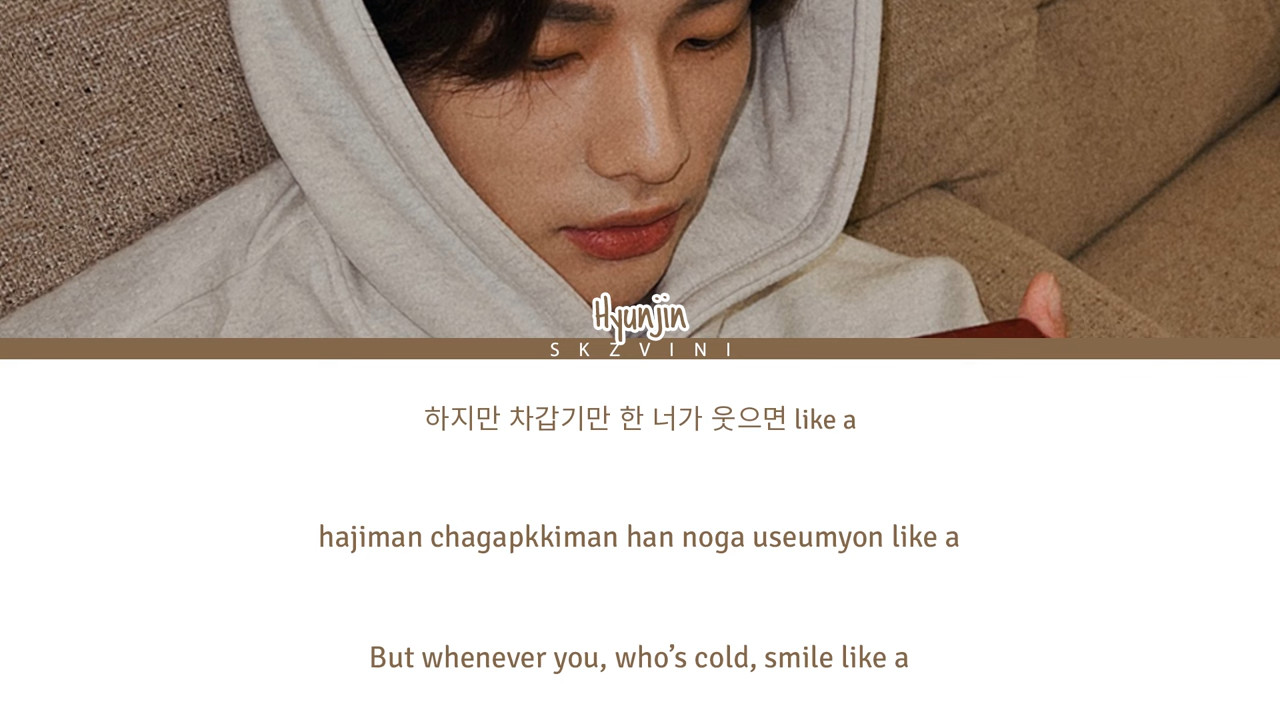 Hyunjin
SKZVINI
하지만 차갑기만 한 너가 웃으면 like a
hajiman chagapkkiman han noga useumyon like a
But whenever you, who’s cold, smile like a